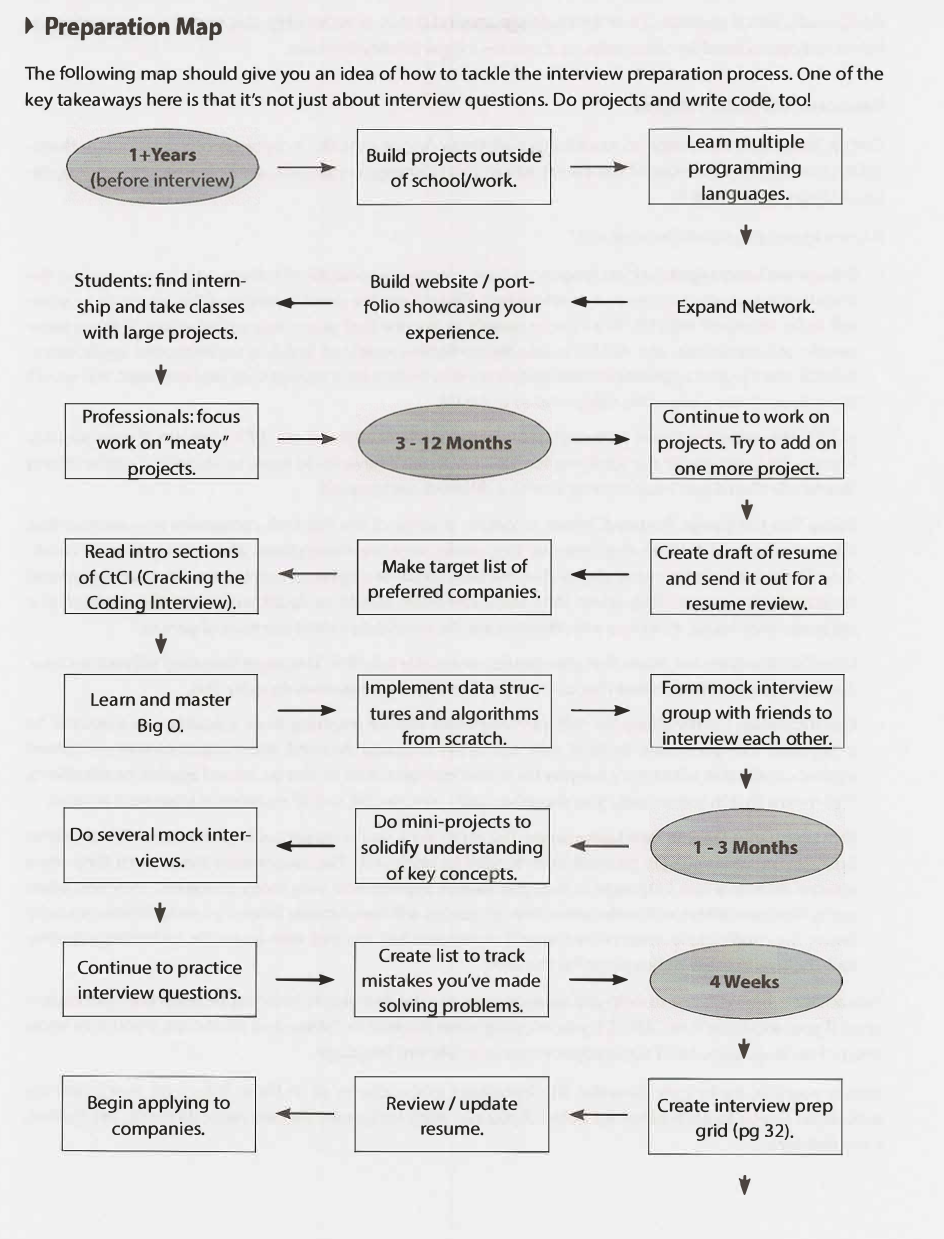 Preparation Map
The following map should give you an idea of how to tackle the interview preparation process. One of the
key takeaways here is that it's not just about interview questions. Do projects and write code, too!
1+Years
(before interview)
Build projects outside
of school/work.
Learn multiple
programming
languages.
Expand Network.
Build website / port-
folio showcasing your
experience.
Students: find intern-
ship and take classes
with large projects.
Professionals: focus
work on "meaty"
projects.
3 - 12 Months
Continue to work on
projects. Try to add on
one more project.
Create draft of resume
and send it out for a
resume review.
Make target list of
preferred companies.
Read intro sections
of CtCI (Cracking the
Coding Interview).
Learn and master
Big O.
Implement data struc-
tures and algorithms
from scratch.
Form mock interview
group with friends to
interview each other.
1 - 3 Months
Do mini-projects to
solidify understanding
of key concepts.
Do several mock inter-
views.
Continue to practice
interview questions.
Create list to track
mistakes you've made
solving problems.
4 Weeks
Create interview prep
grid (pg 32).
Review / update
resume.
Begin applying to
companies.